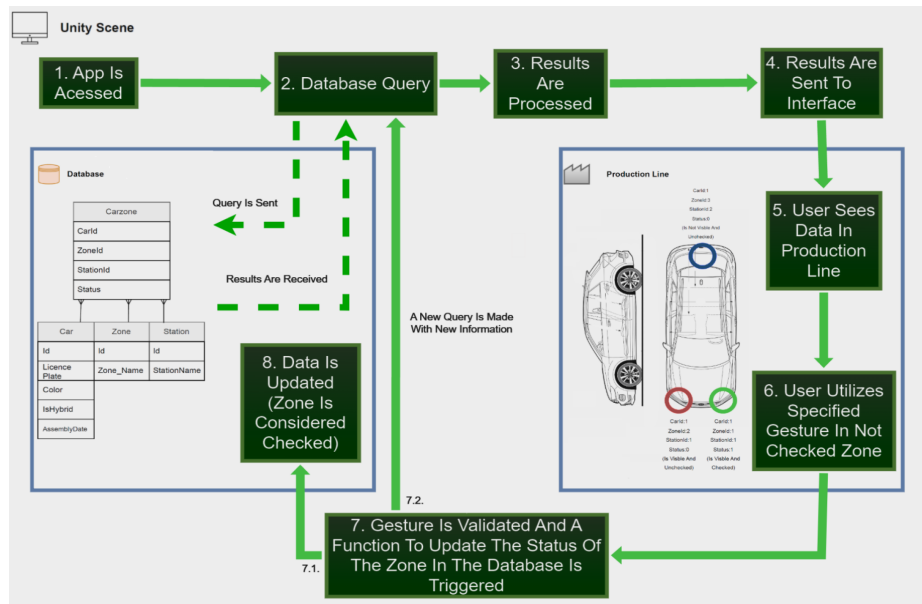 Unity Scene
1. App Is
Acessed
2. Database Query
3. Results
Are
Processed
4. Results Are
Sent To
Interface
Database
Carzone
CarId
ZoneId
StationId
Status
Car
Zone
Station
Id
Id
Id
Licence
Plate
Zone_Name
StationName
Color
IsHybrid
AssemblyDate
Query Is Sent
Results Are Received
A New Query Is Made
With New Information
8. Data Is
Updated
(Zone Is
Considered
Checked)
Production Line
CarId:1
ZoneId:3
StationId:2
Status:0
(Is Not Viable And
Unchecked)
CarId:1
ZoneId:2
StationId:1
Status:0
(Is Viable And
Unchecked)
CarId:1
ZoneId:1
StationId:1
Status:1
(Is Viable And
Checked)
5. User Sees
Data In
Production
Line
6. User Utilizes
Specified
Gesture In Not
Checked Zone
7. Gesture Is Validated And A
Function To Update The Status Of
The Zone In The Database Is
Triggered
7.1.
7.2.